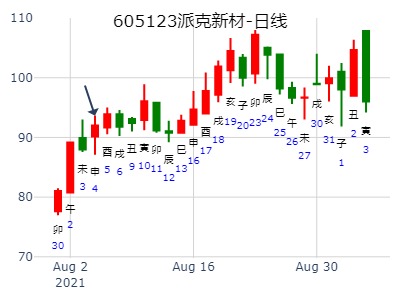 605123派克新材-日线
110
100
90
80
70
卯
30
午
2
未
3
申
4
酉
5
戌
6
丑
9
寅
10
卯
11
辰
12
巳
13
申
16
酉
17
戌
18
亥
19
子
20
卯
23
辰
24
巳
25
午
26
未
27
戌
30
亥
31
子
1
丑
2
寅
3
Aug 2
2021
Aug 16
Aug 30